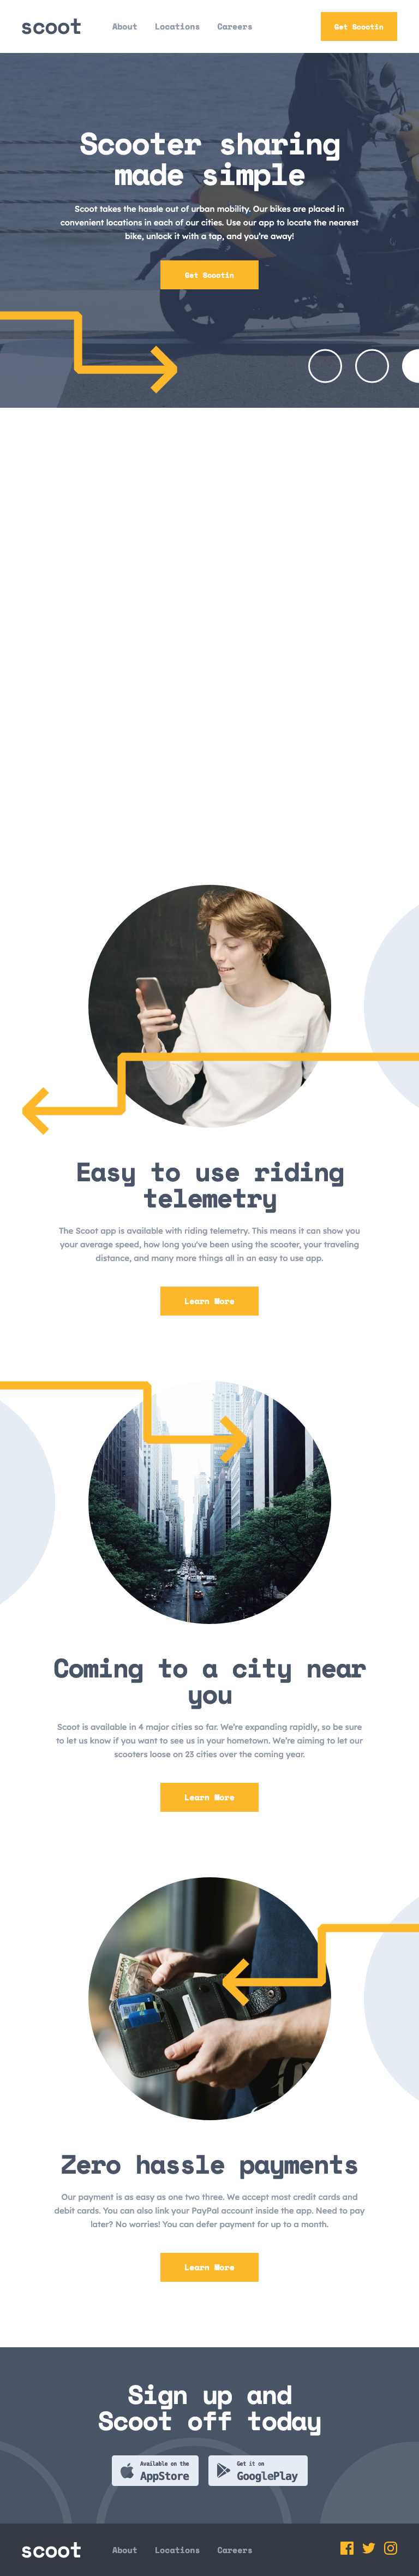 scoot
About Locations Careers
Get Scootin
Scooter sharing
made simple
Scoot takes the hassle out of urban mobility. Our bikes are placed in
convenient locations in each of our cities. Use our app to locate the nearest
bike, unlock it with a tap, and you're away!
Get Scootin
Easy to use riding
telemetry
The Scoot app is available with riding telemetry. This means it can show you
your average speed, how long you've been using the scooter, your traveling
distance, and many more things all in an easy to use app.
Learn More
Coming to a city near
you
Scoot is available in 4 major cities so far. We're expanding rapidly, so be sure
to let us know if you want to see us in your hometown. We're aiming to let our
scooters loose on 23 cities over the coming year.
Learn More
Zero hassle payments
Our payment is as easy as one two three. We accept most credit cards and
debit cards. You can also link your PayPal account inside the app. Need to pay
later? No worries! You can defer payment for up to a month.
Learn More
Sign up and
Scoot off today
Available on the
AppStore
Get it on
GooglePlay
scoot
About Locations Careers